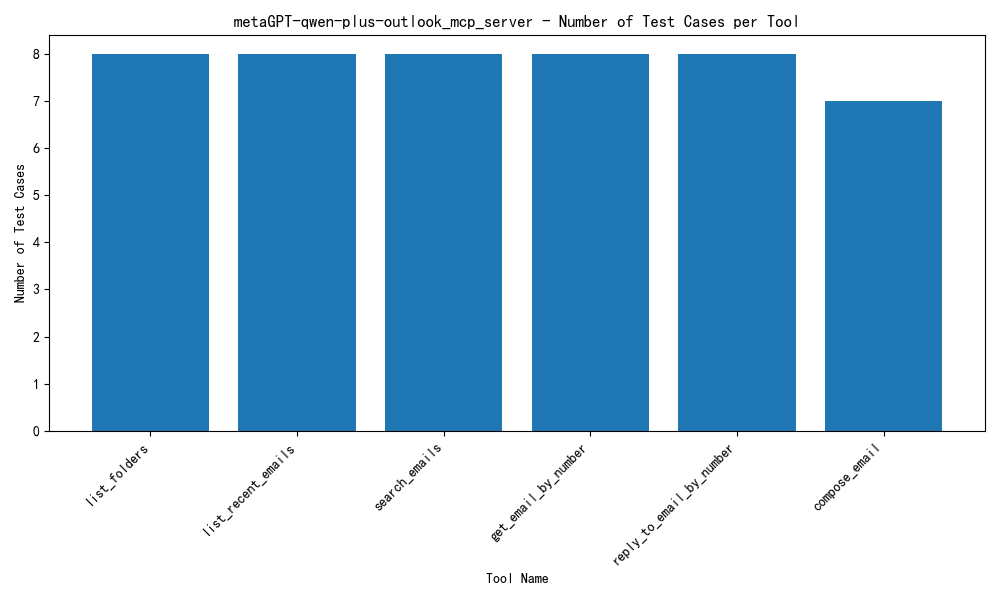 metaGPT-qwen-plus-outlook_mcp_server - Number of Test Cases per Tool
Number of Test Cases
8
7
6
5
4
3
2
1
0
list_folders
list_recent_emails
search_emails
get_email_by_number
reply_to_email_by_number
compose_email
Tool Name